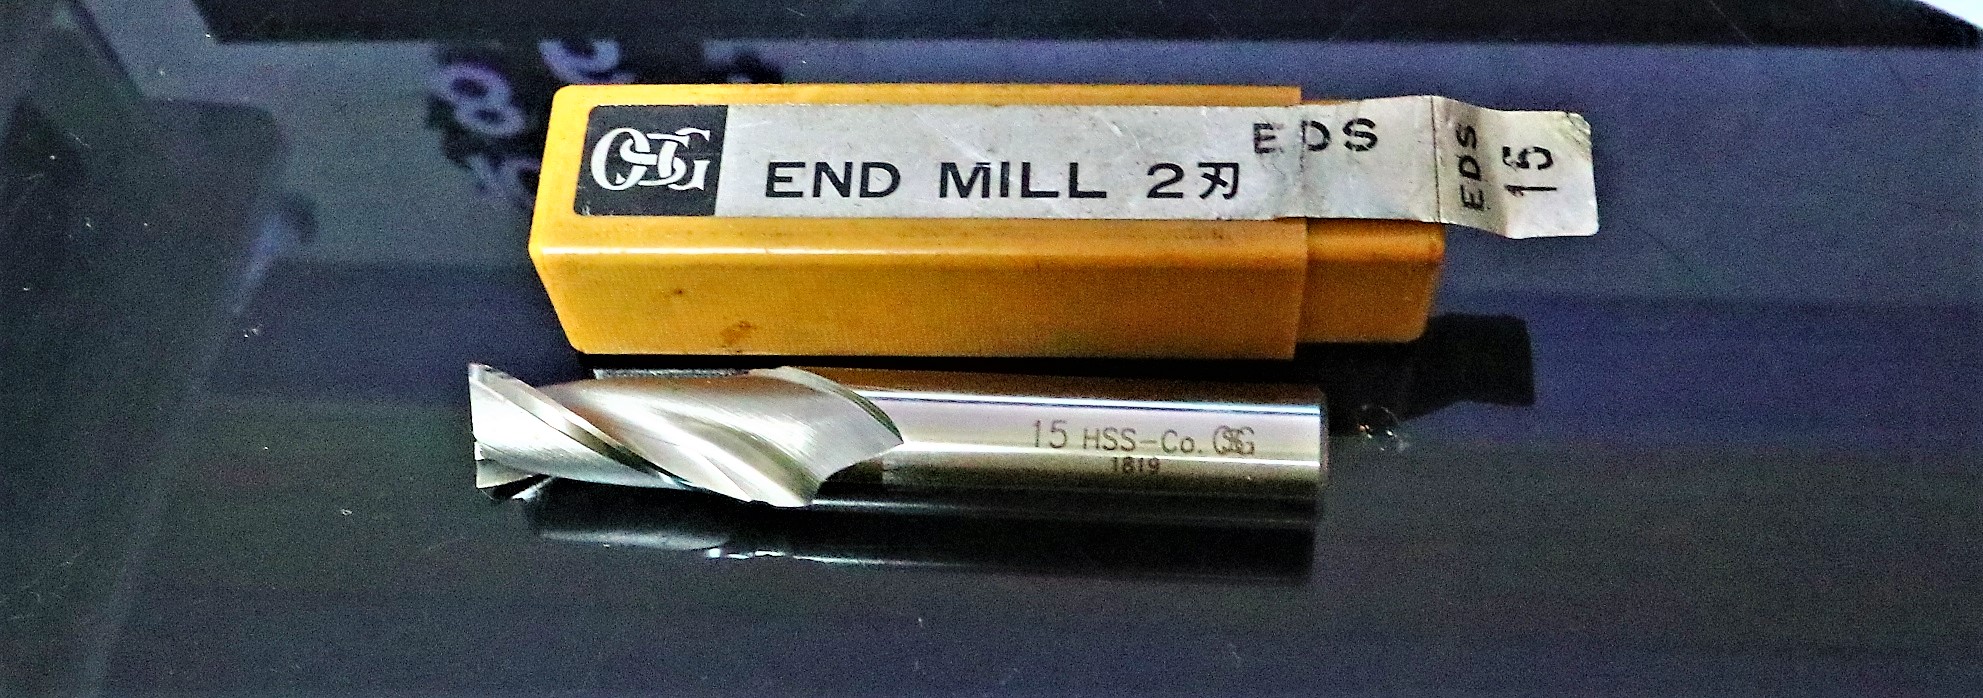 OSG
END MILL 2刃
EDS
EDS
15
15 HSS-Co. OSG
1819